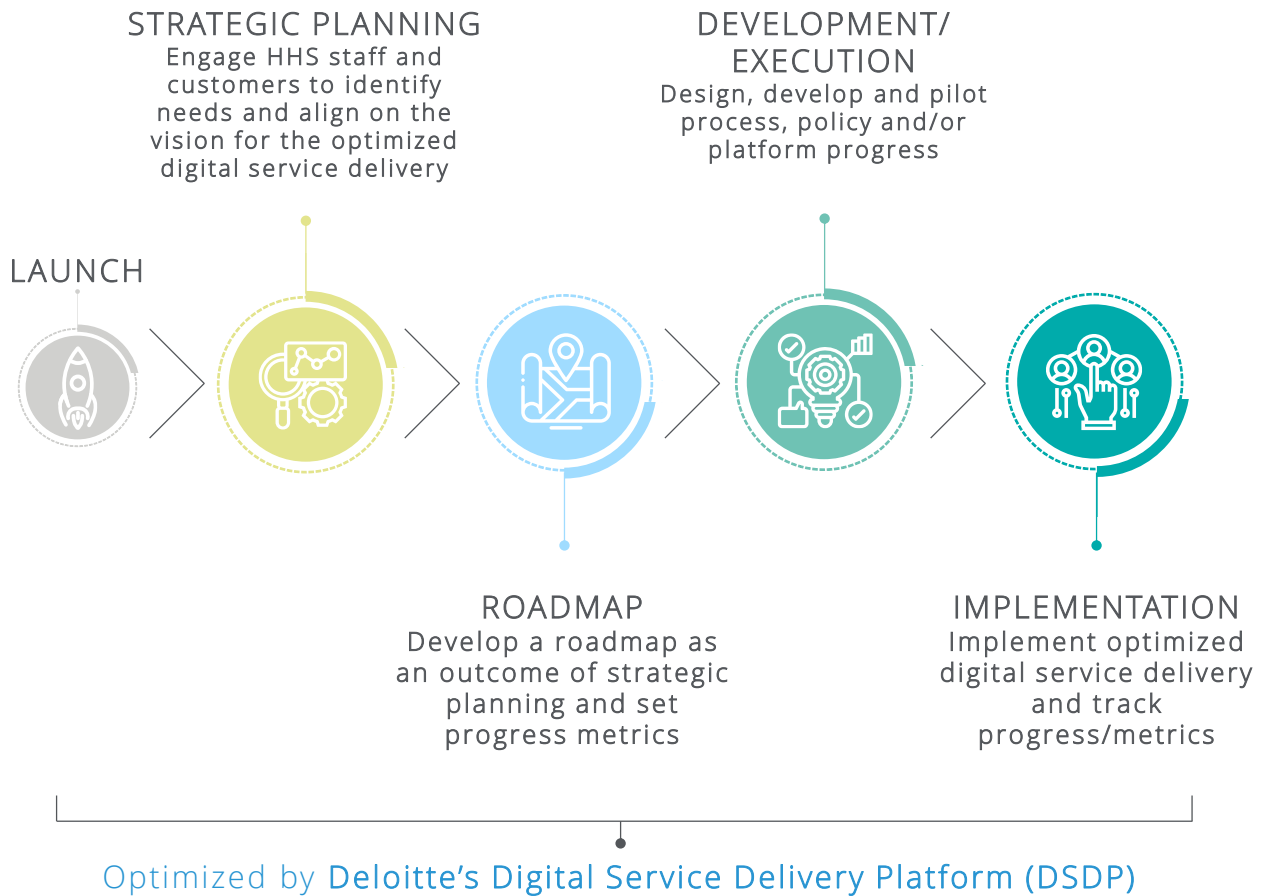 STRATEGIC PLANNING
Engage HHS staff and
customers to identify
needs and align on the
vision for the optimized
digital service delivery
DEVELOPMENT/
EXECUTION
Design, develop and pilot
process, policy and/or
platform progress
LAUNCH
ROADMAP
Develop a roadmap as
an outcome of strategic
planning and set
progress metrics
IMPLEMENTATION
Implement optimized
digital service delivery
and track
progress/metrics
Optimized by Deloitte’s Digital Service Delivery Platform (DSDP)